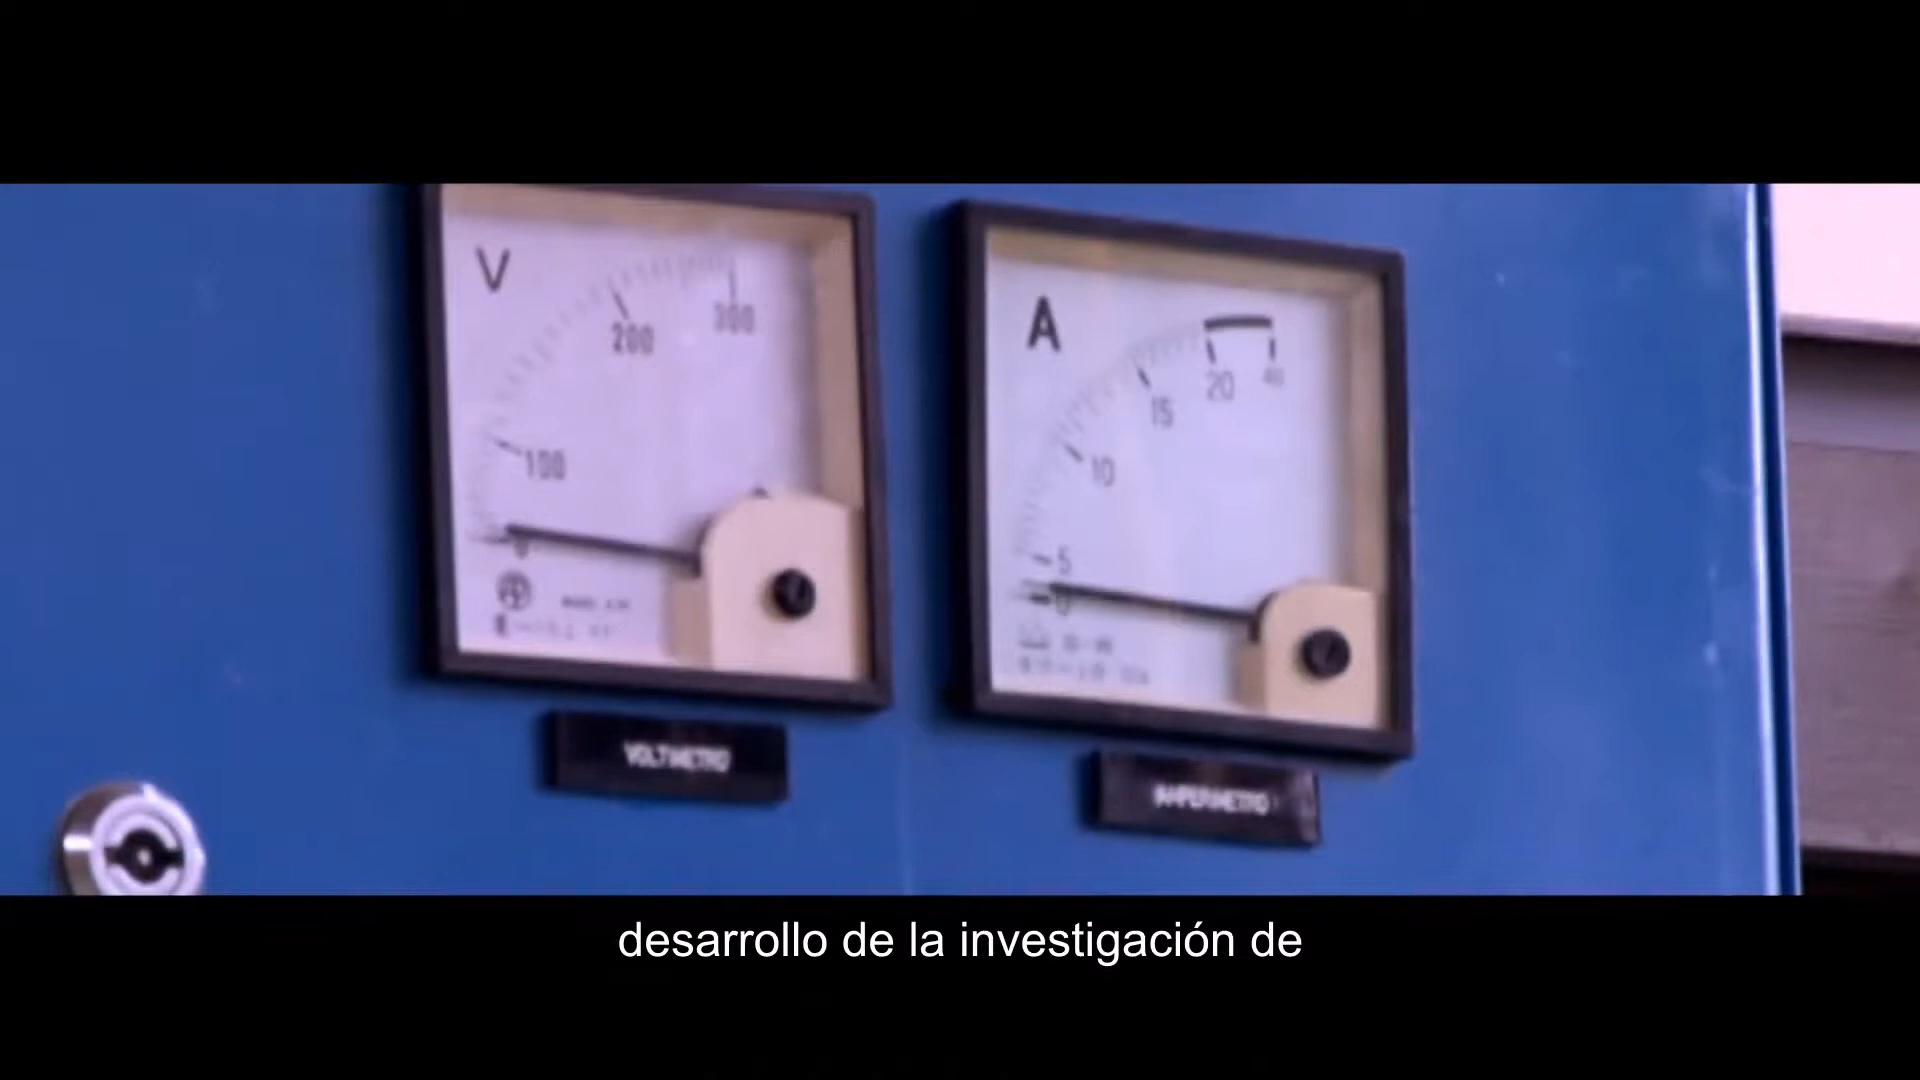 V
200
300
100
0
A
20
40
15
10
5
0
VOLTIMETRO
AMPERIMETRO
desarrollo de la investigación de